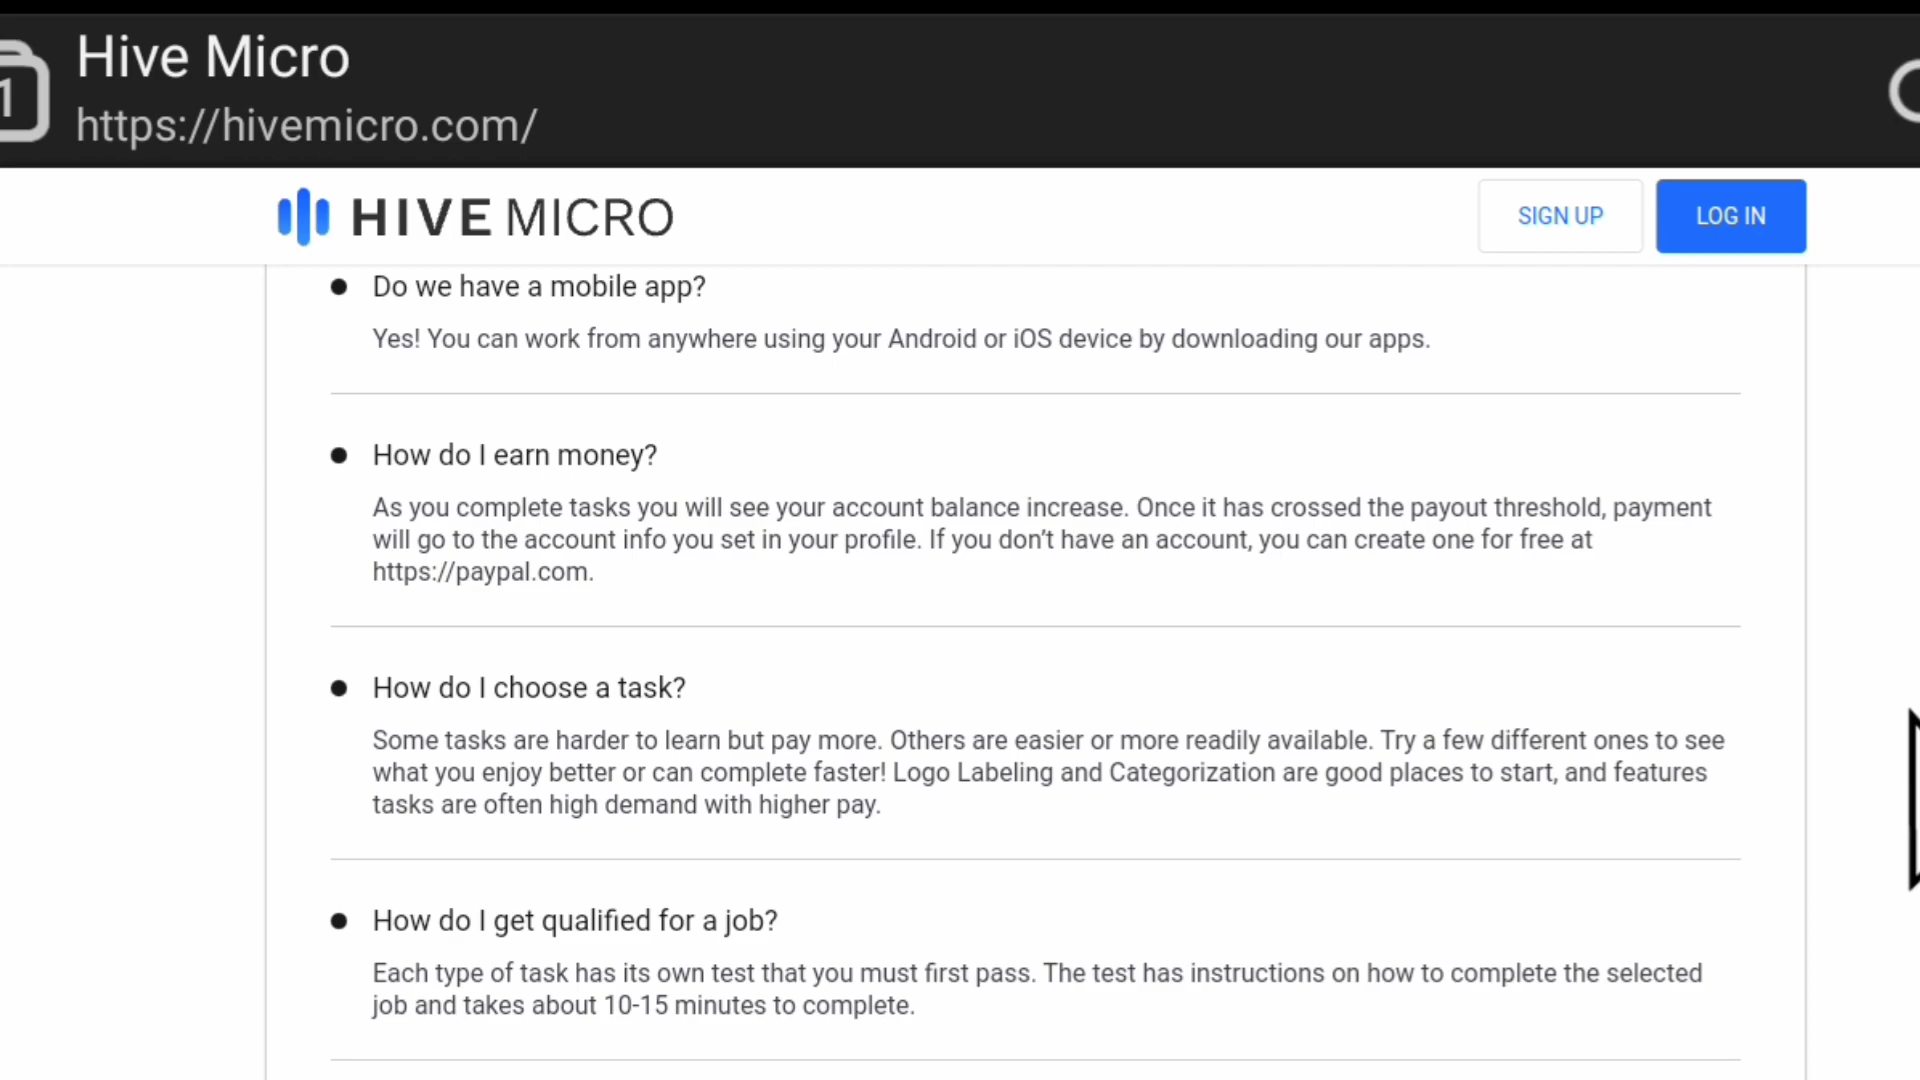 1
Hive Micro
https://hivemicro.com/
HIVE MICRO
SIGN UP
LOG IN
Do we have a mobile app?
Yes! You can work from anywhere using your Android or iOS device by downloading our apps.
How do I earn money?
As you complete tasks you will see your account balance increase. Once it has crossed the payout threshold, payment
will go to the account info you set in your profile. If you don’t have an account, you can create one for free at
https://paypal.com.
How do I choose a task?
Some tasks are harder to learn but pay more. Others are easier or more readily available. Try a few different ones to see
what you enjoy better or can complete faster! Logo Labeling and Categorization are good places to start, and features
tasks are often high demand with higher pay.
How do I get qualified for a job?
Each type of task has its own test that you must first pass. The test has instructions on how to complete the selected
job and takes about 10-15 minutes to complete.